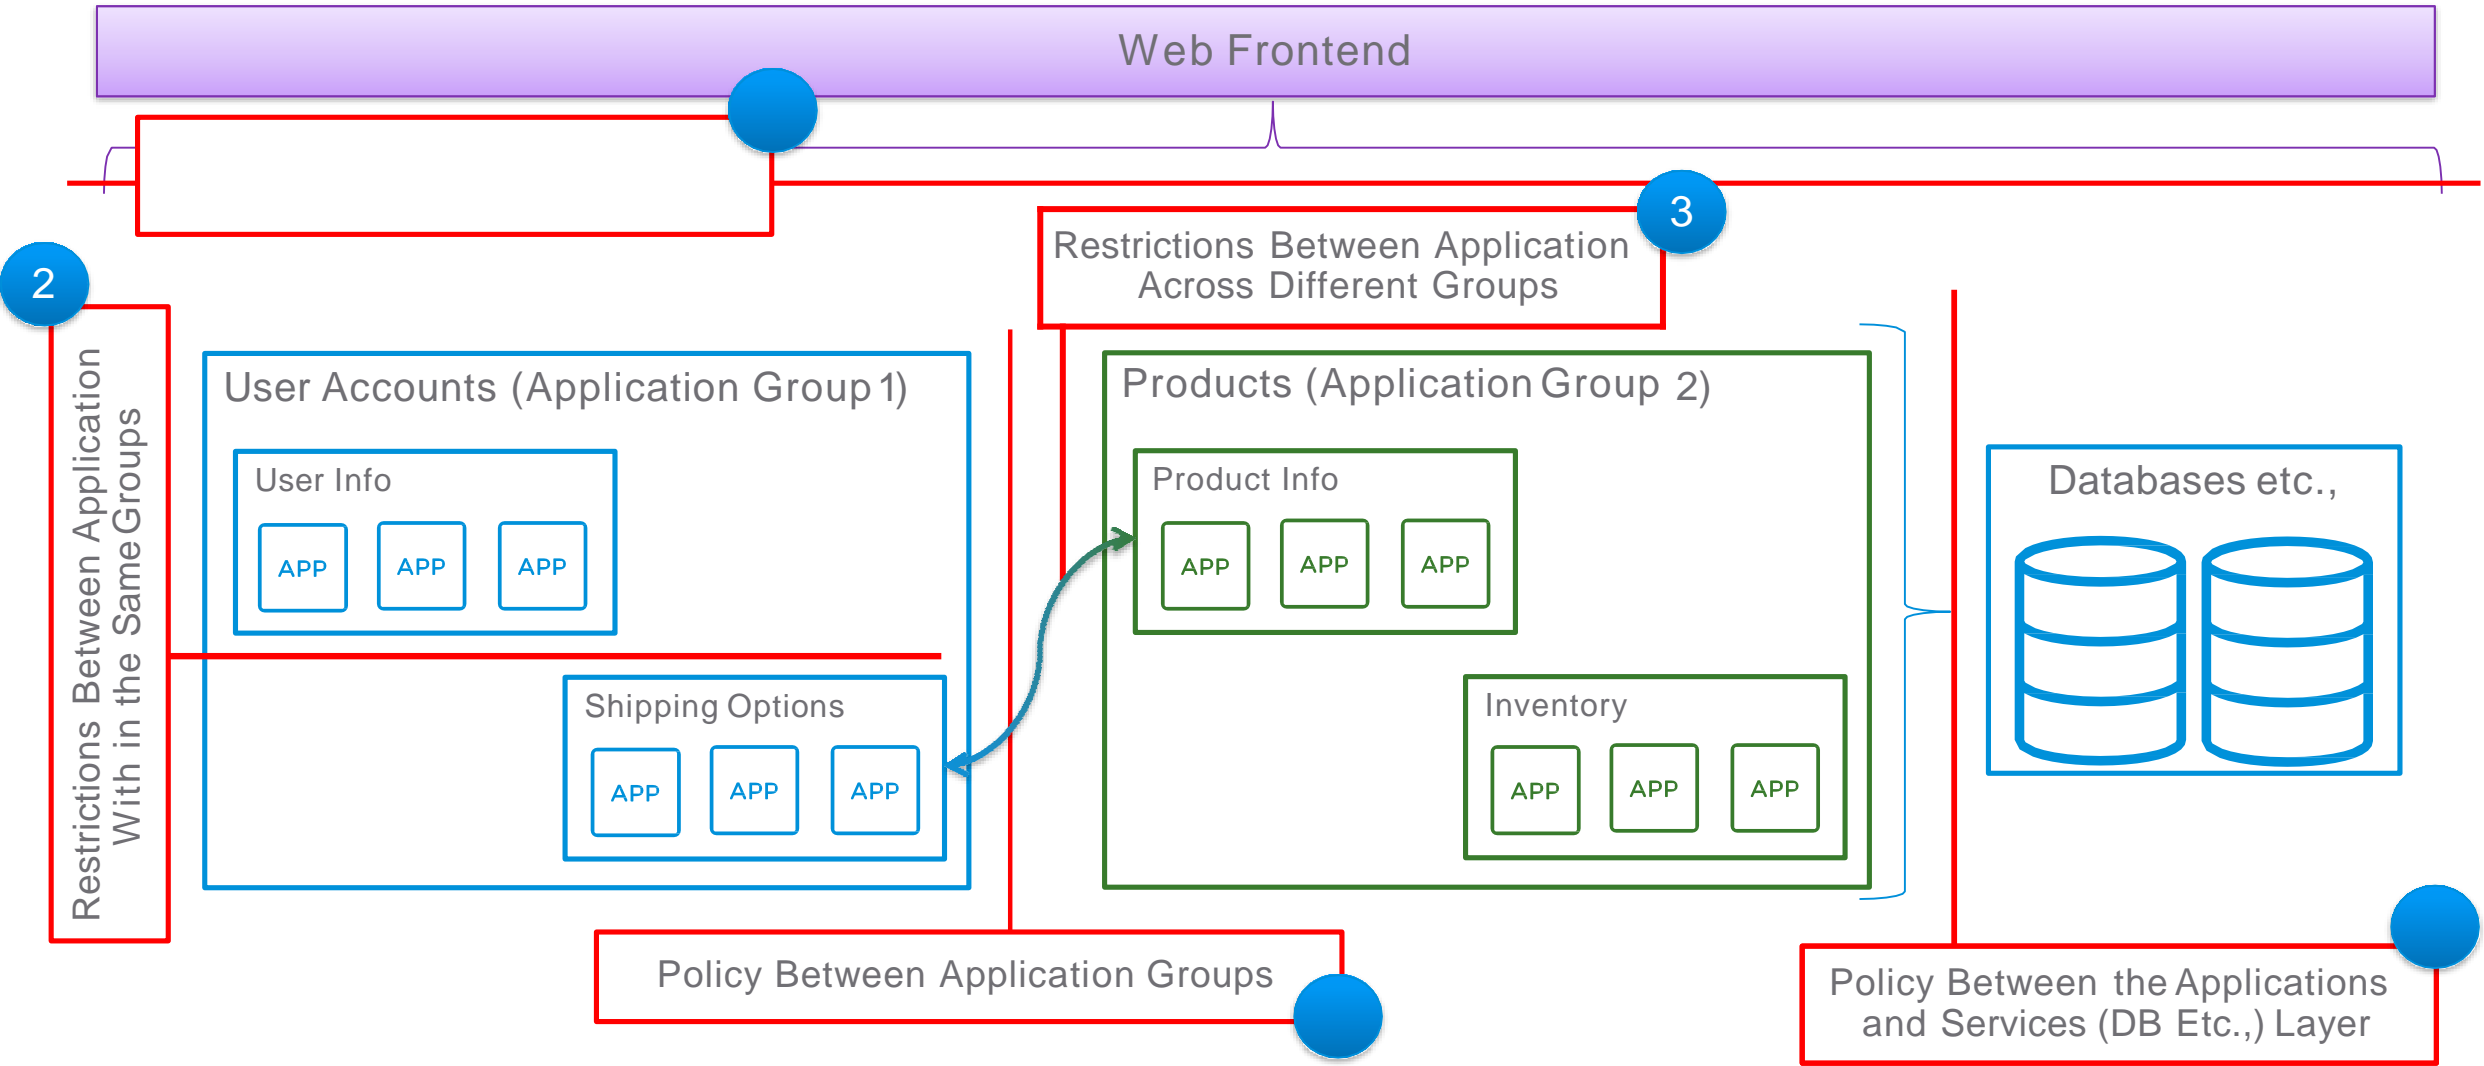 Web Frontend
3
Restrictions Between Application
Across Different Groups
2
Restrictions Between Application
With in the Same Groups
User Accounts (Application Group 1)
User Info
APP
APP
APP
Shipping Options
APP
APP
APP
Products (Application Group 2)
Product Info
APP
APP
APP
Inventory
APP
APP
APP
Databases etc.,
Policy Between Application Groups
Policy Between the Applications
and Services (DB Etc.,) Layer